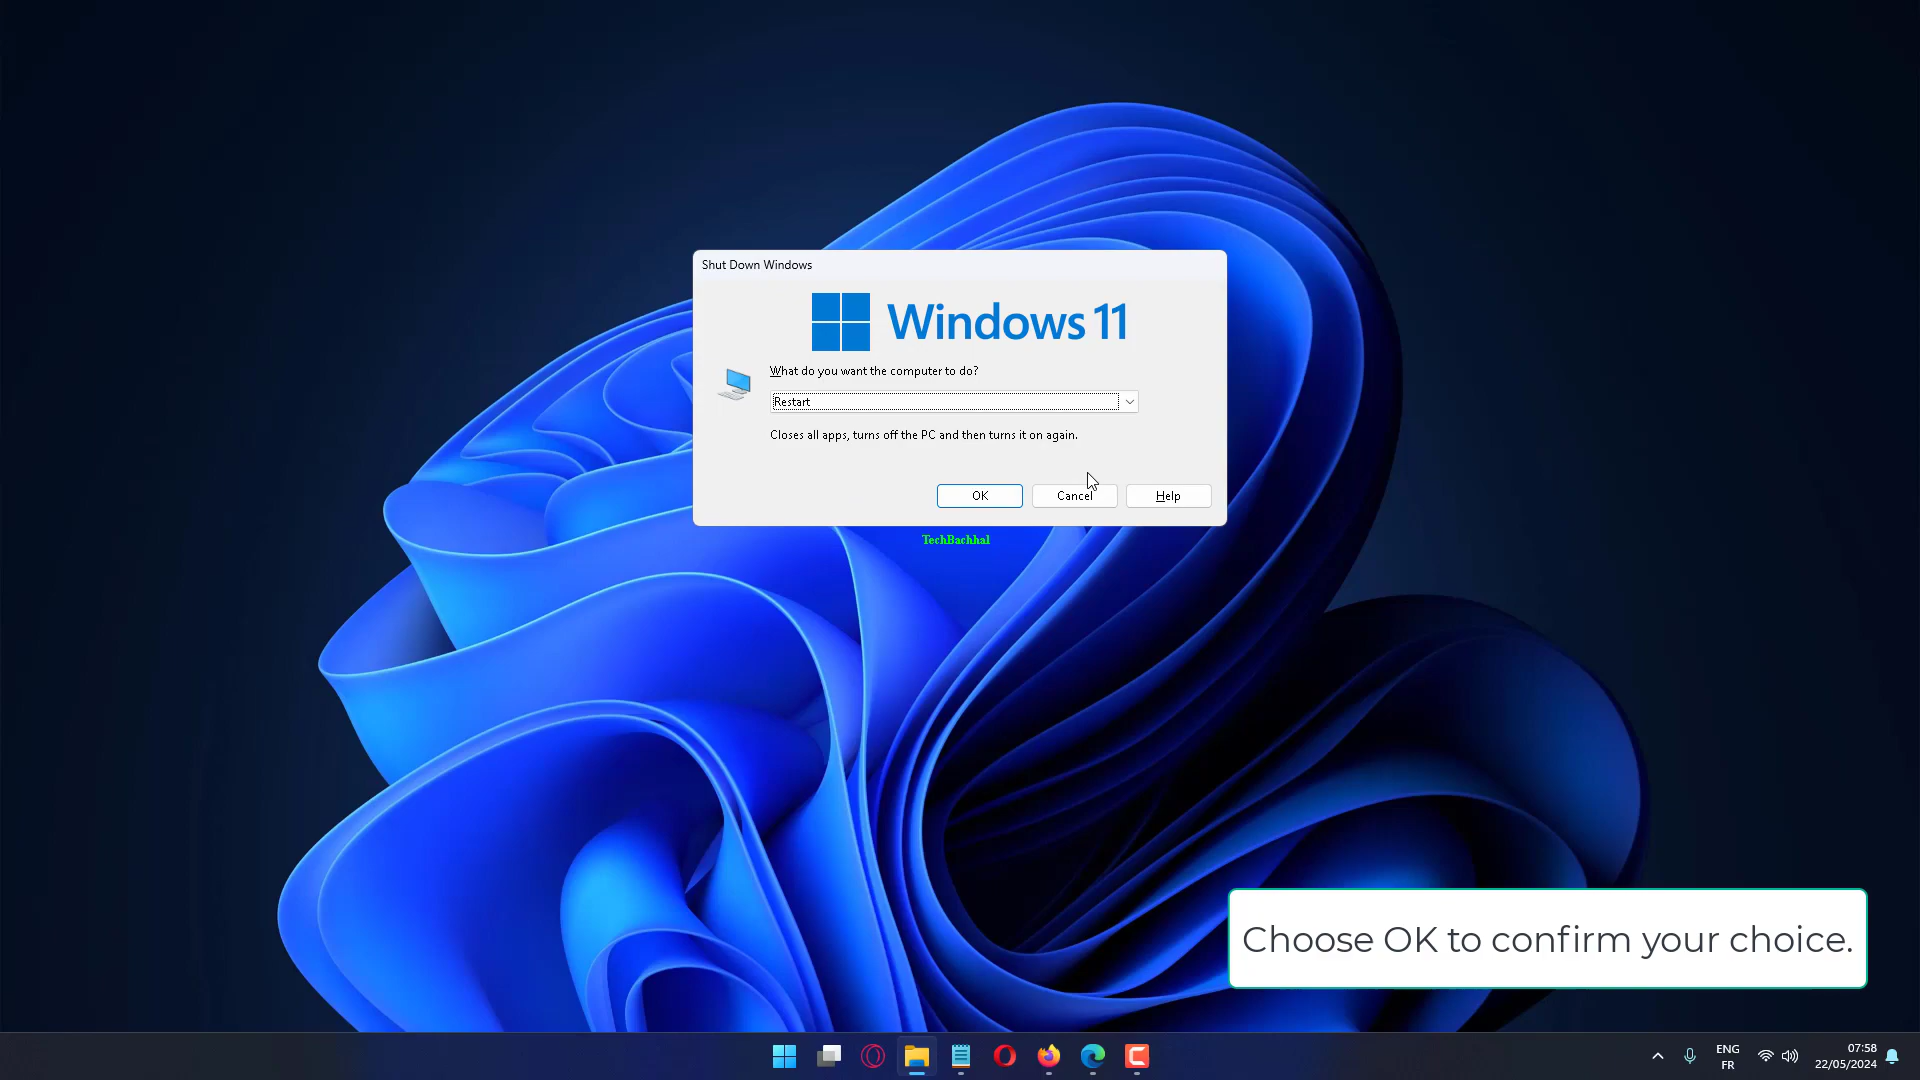 Shut Down Windows
Windows 11
What do you want the computer to do?
Restart
Closes all apps, turns off the PC and then turns it on again.
OK
Cancel
Help
TechBachhal
Choose OK to confirm your choice.
ENG
FR
07:58
22/05/2024